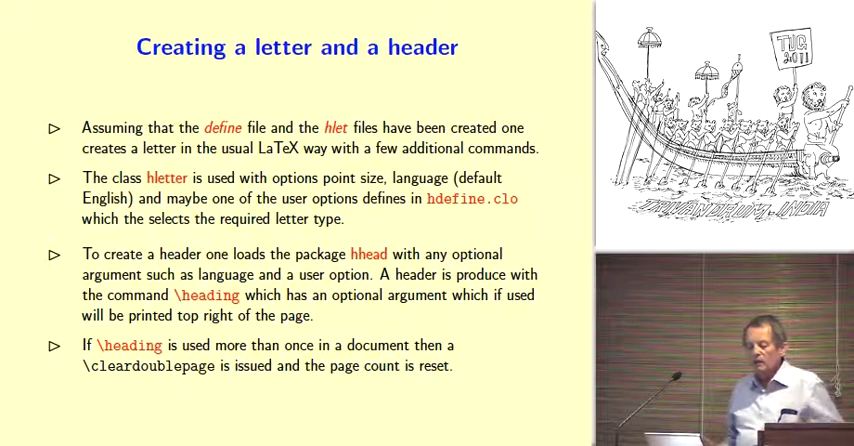 Creating a letter and a header
▷ Assuming that the define file and the hlet files have been created one
creates a letter in the usual LaTeX way with a few additional commands.
▷ The class hletter is used with options point size, language (default
English) and maybe one of the user options defines in hdefine.clo
which the selects the required letter type.
▷ To create a header one loads the package hhead with any optional
argument such as language and a user option. A header is produce with
the command \heading which has an optional argument which if used
will be printed top right of the page.
▷ If \heading is used more than once in a document then a
\cleardoublepage is issued and the page count is reset.
TUG
2011
TRIVANDRUM, INDIA